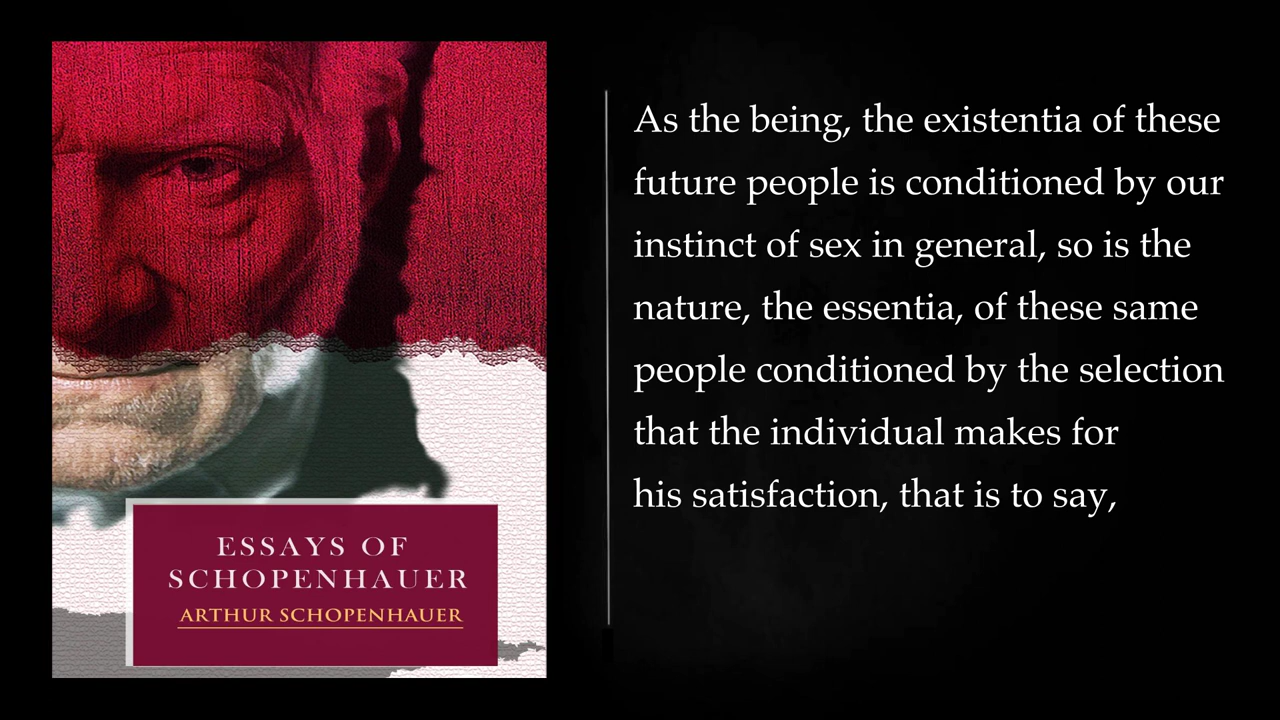 ESSAYS OF
SCHOPENHAUER
ARTHUR SCHOPENHAUER
As the being, the existentia of these
future people is conditioned by our
instinct of sex in general, so is the
nature, the essentia, of these same
people conditioned by the selection
that the individual makes for
his satisfaction, that is to say,